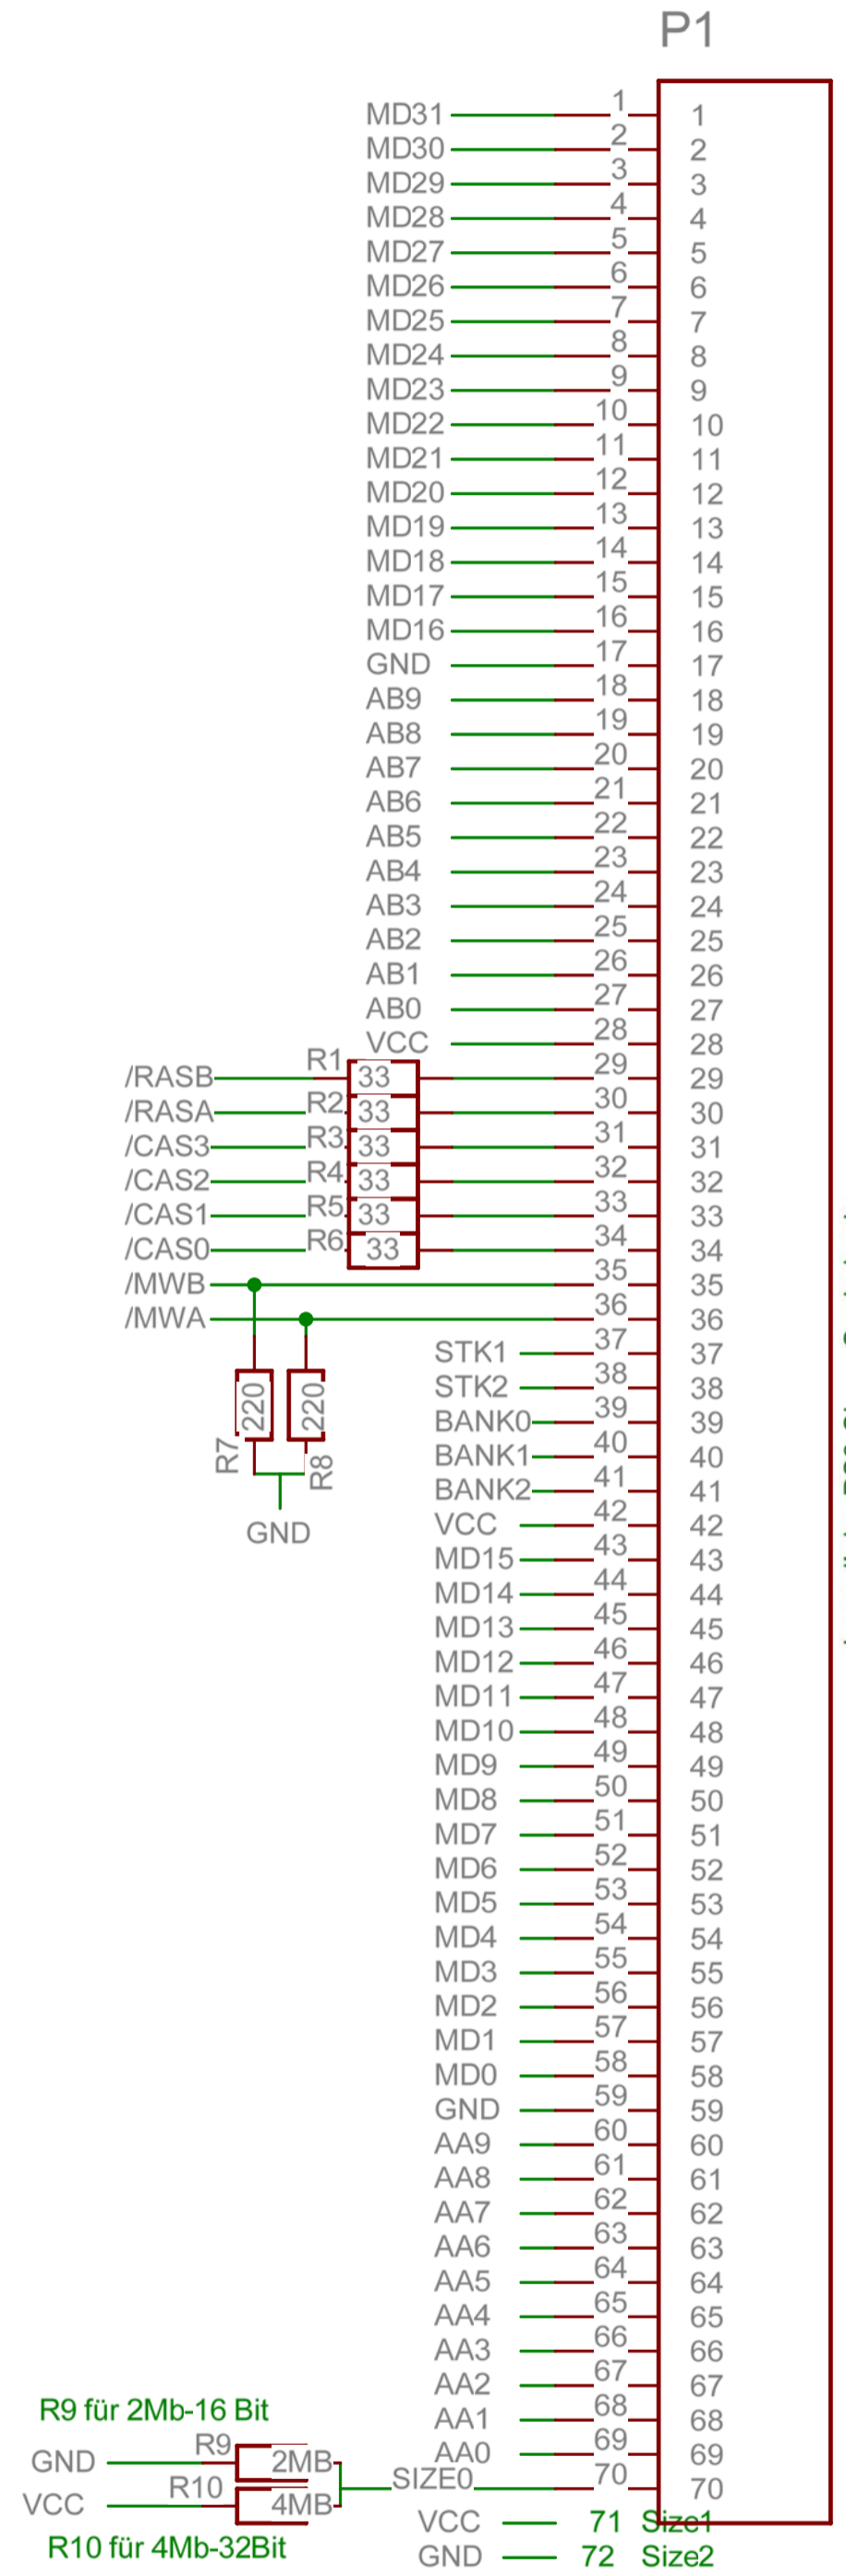 P1
MD31 1 1
MD30 2 2
MD29 3 3
MD28 4 4
MD27 5 5
MD26 6 6
MD25 7 7
MD24 8 8
MD23 9 9
MD22 10 10
MD21 11 11
MD20 12 12
MD19 13 13
MD18 14 14
MD17 15 15
MD16 16 16
GND 17 17
AB9 18 18
AB8 19 19
AB7 20 20
AB6 21 21
AB5 22 22
AB4 23 23
AB3 24 24
AB2 25 25
AB1 26 26
AB0 27 27
VCC 28 28
/RASB R1 33 29 29
/RASA R2 33 30 30
/CAS3 R3 33 31 31
/CAS2 R4 33 32 32
/CAS1 R5 33 33 33
/CAS0 R6 33 34 34
/MWB 35 35
/MWA 36 36
STK1 37 37
STK2 38 38
220 220 BANK0 39 39
R7 R8 BANK1 40 40
BANK2 41 41
GND VCC 42 42
MD15 43 43
MD14 44 44
MD13 45 45
MD12 46 46
MD11 47 47
MD10 48 48
MD9 49 49
MD8 50 50
MD7 51 51
MD6 52 52
MD5 53 53
MD4 54 54
MD3 55 55
MD2 56 56
MD1 57 57
MD0 58 58
GND 59 59
AA9 60 60
AA8 61 61
AA7 62 62
AA6 63 63
AA5 64 64
AA4 65 65
AA3 66 66
AA2 67 67
R9 für 2Mb-16 Bit
AA1 68 68
GND R9 2MB AA0 69 69
VCC R10 4MB SIZE0 70 70
VCC 71 Size1
R10 für 4Mb-32Bit
GND 72 Size2